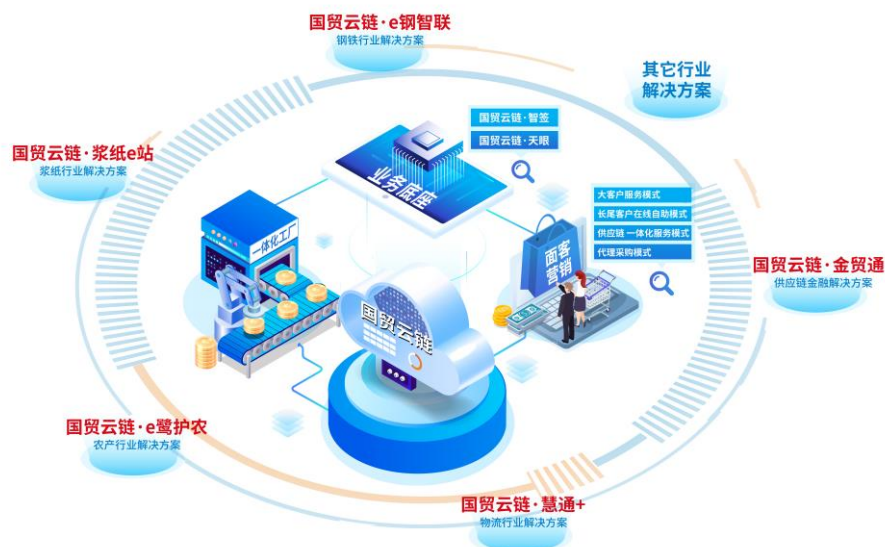 国贸云链·e钢智联
钢铁行业解决方案
其它行业
解决方案
国贸云链·智签
国贸云链·天眼
国贸云链·浆纸e站
浆纸行业解决方案
业务底座
大客户服务模式
长尾客户在线自助模式
供应链一体化服务模式
代理采购模式
一体化工厂
面客
营销
国贸云链·金贸通
供应链金融解决方案
国贸云链
国贸云链·e鹭护农
农产行业解决方案
国贸云链·慧通+
物流行业解决方案